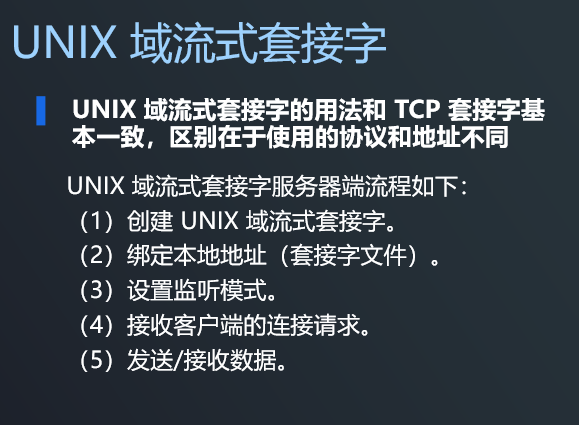 UNIX 域流式套接字
UNIX 域流式套接字的用法和 TCP 套接字基
本一致，区别在于使用的协议和地址不同
UNIX 域流式套接字服务器端流程如下：
（1）创建 UNIX 域流式套接字。
（2）绑定本地地址（套接字文件）。
（3）设置监听模式。
（4）接收客户端的连接请求。
（5）发送/接收数据。